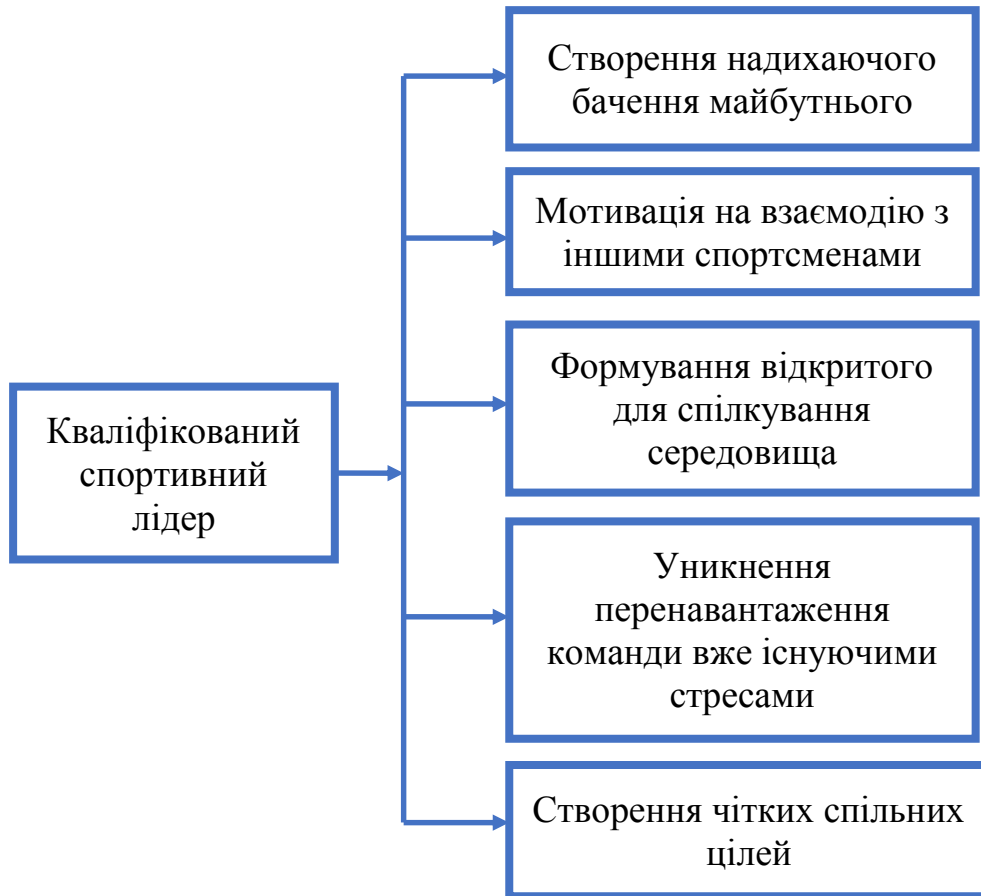 Створення надихаючого
бачення майбутнього
Мотивація на взаємодію з
іншими спортсменами
Формування відкритого
для спілкування
середовища
Кваліфікований
спортивний
лідер
Уникнення
перенавантаження
команди вже існуючими
стресами
Створення чітких спільних
цілей